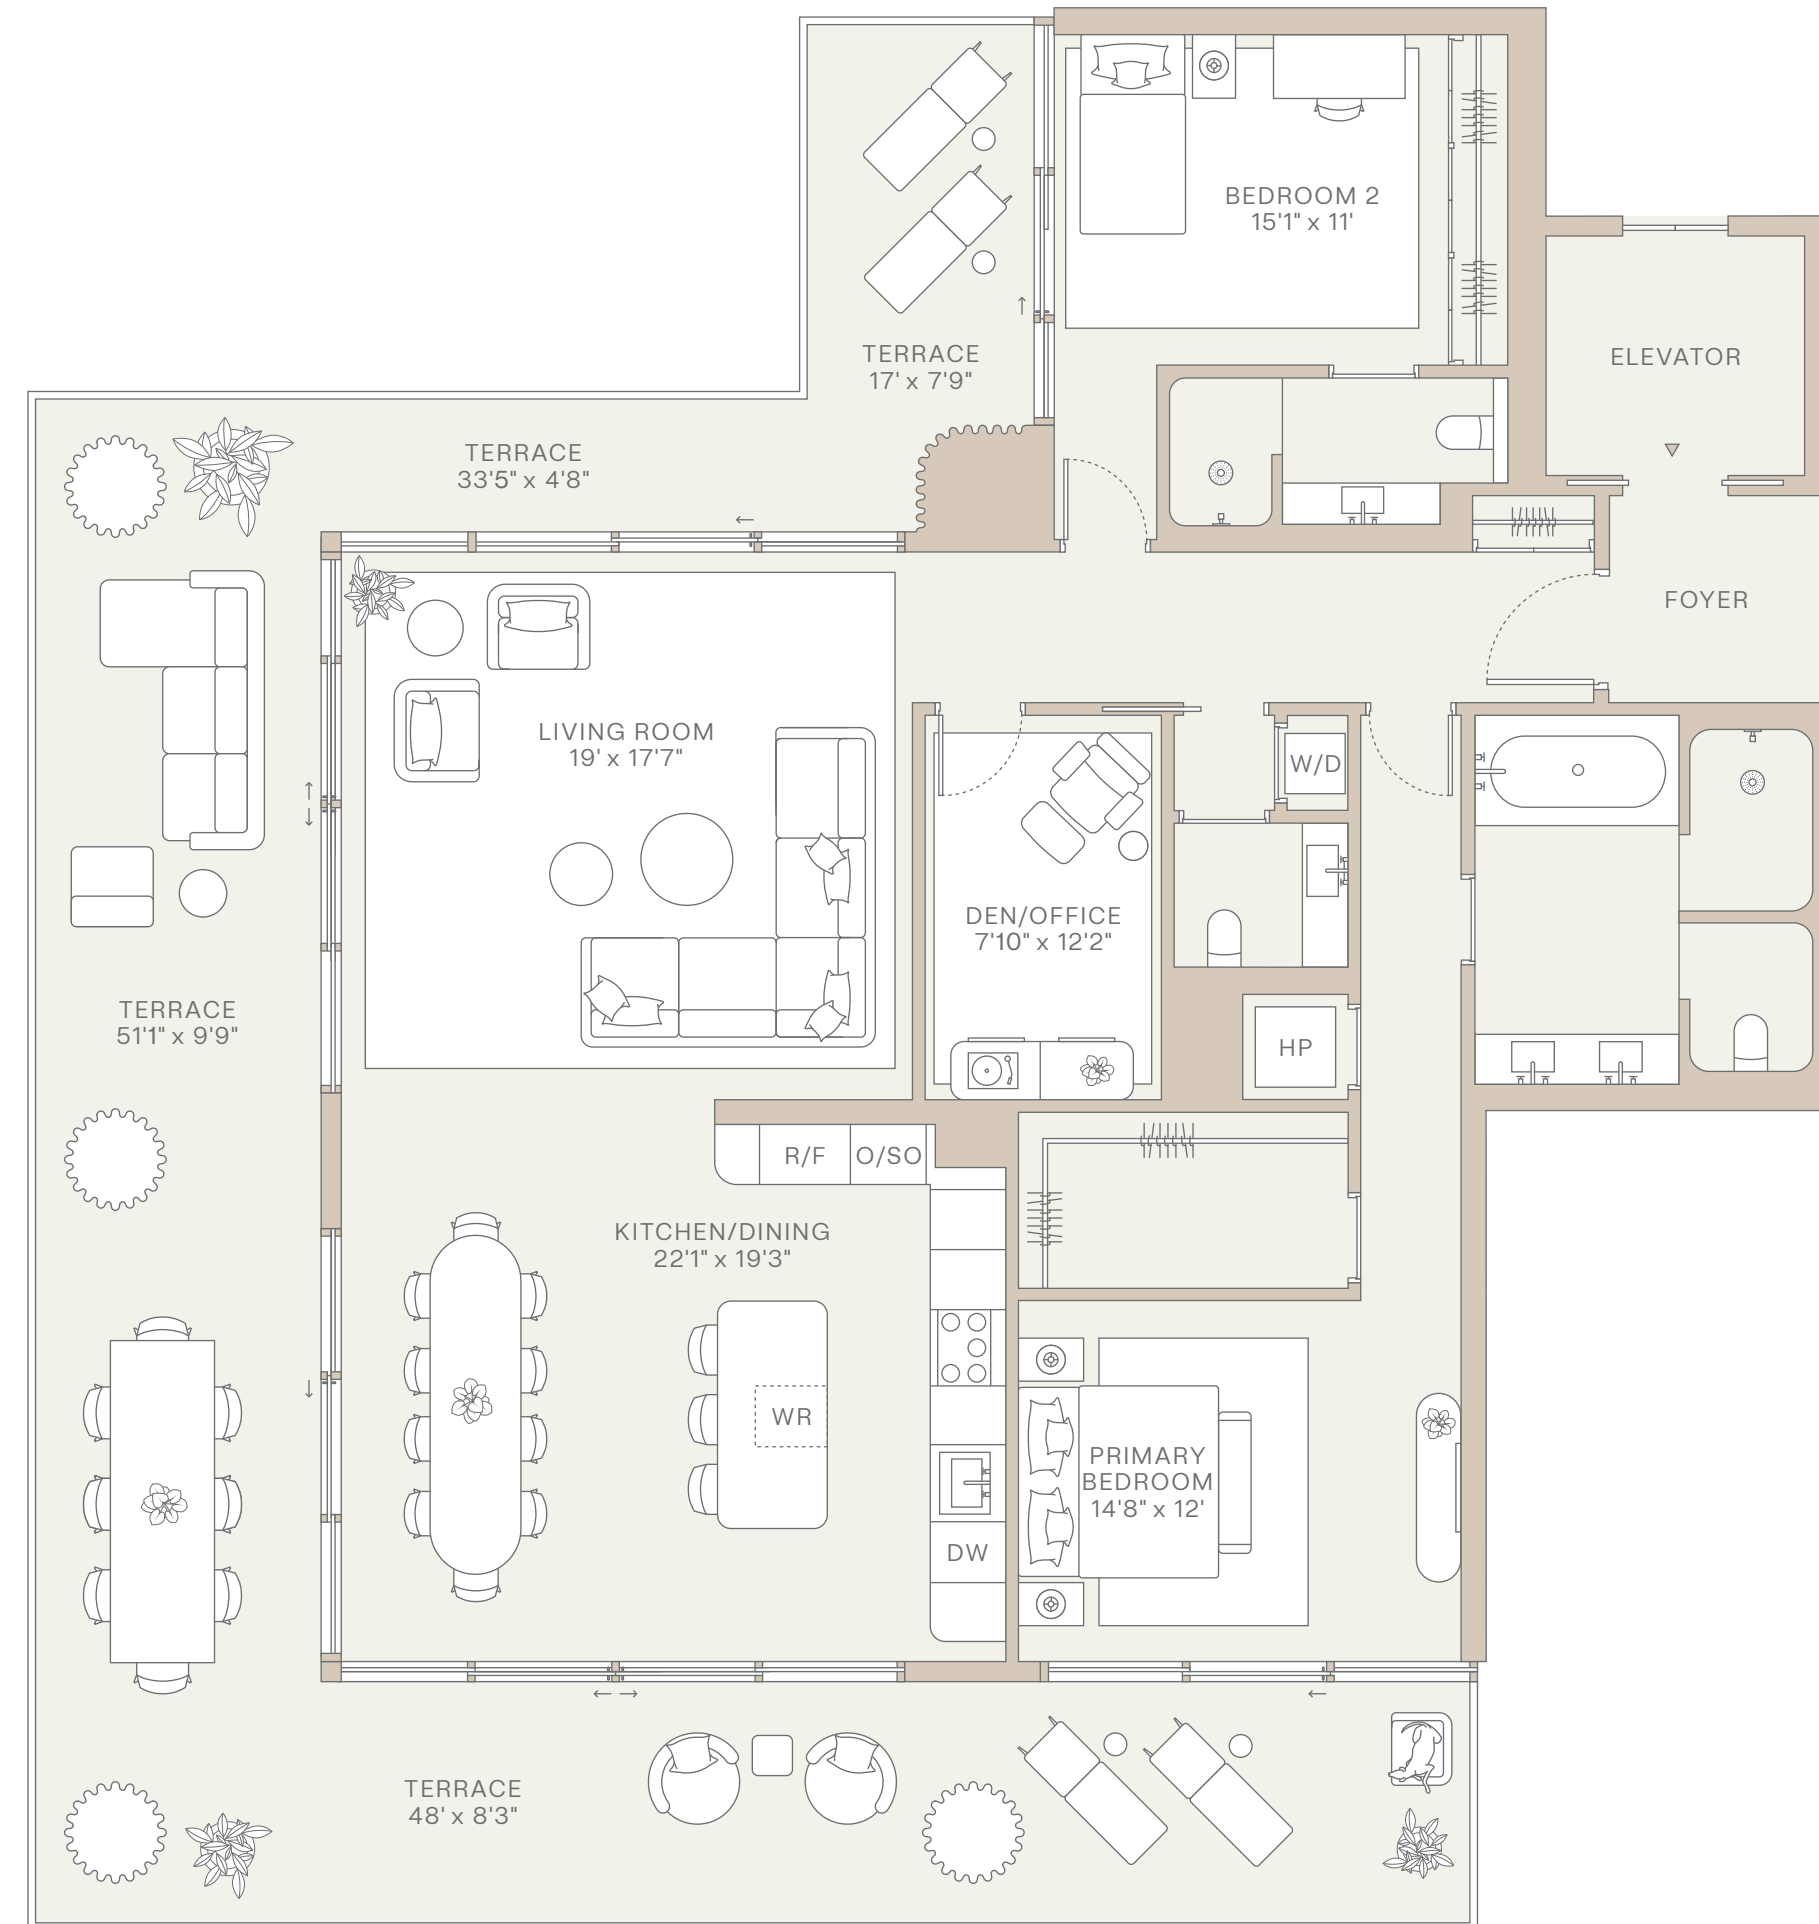 BEDROOM 2
15'1" x 11'
TERRACE
17' x 7'9"
ELEVATOR
TERRACE
33'5" x 4'8"
FOYER
LIVING ROOM
19' x 17'7"
W/D
DEN/OFFICE
7'10" x 12'2"
TERRACE
51'1" x 9'9"
HP
R/F
O/SO
KITCHEN/DINING
22'1" x 19'3"
WR
PRIMARY
BEDROOM
14'8" x 12'
DW
TERRACE
48' x 8'3"